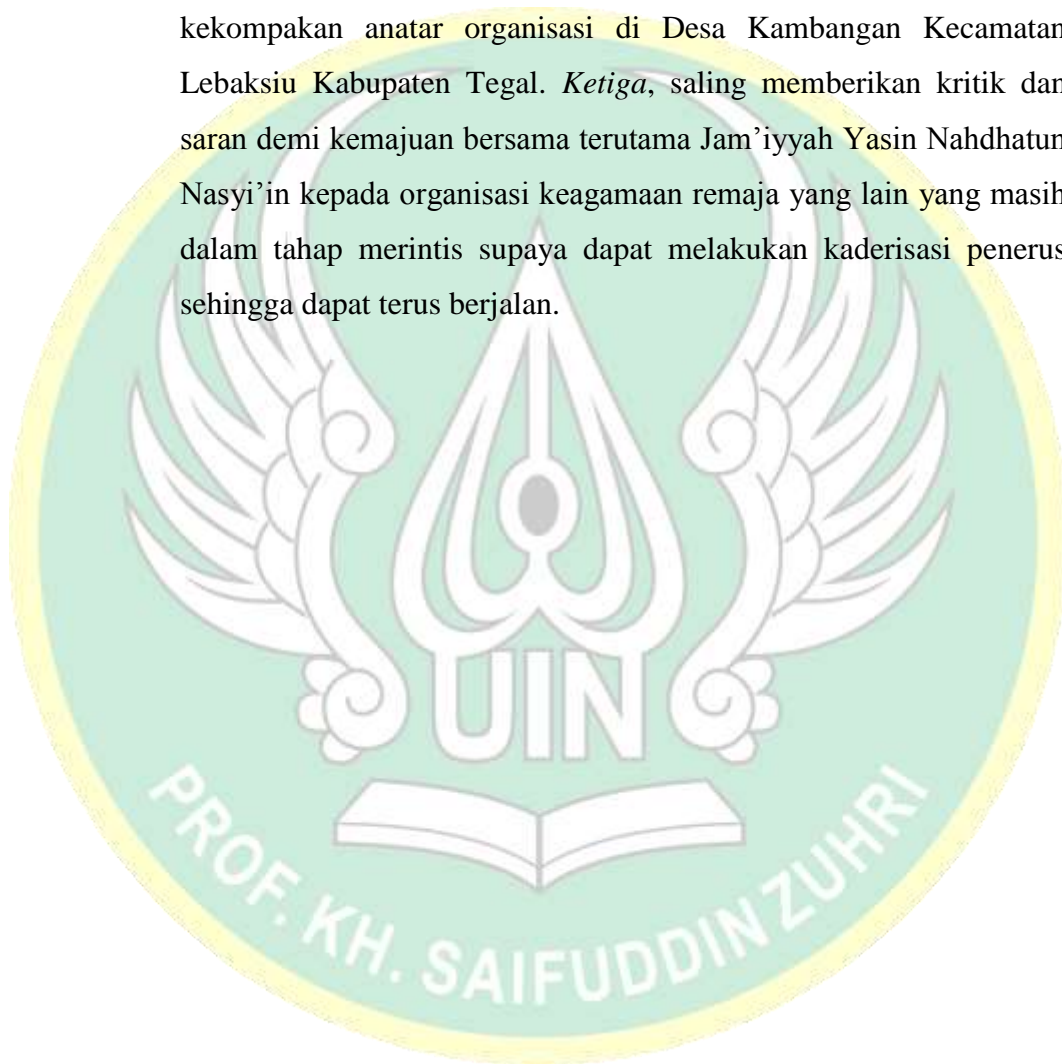 kekompakan anatar organisasi di Desa Kambangan Kecamatan
Lebaksiu Kabupaten Tegal. Ketiga, saling memberikan kritik dan
saran demi kemajuan bersama terutama Jam’iyyah Yasin Nahdhatun
Nasyi’in kepada organisasi keagamaan remaja yang lain yang masih
dalam tahap merintis supaya dapat melakukan kaderisasi penerus
sehingga dapat terus berjalan.
UIN
PROF. KH. SAIFUDDIN ZUHRI